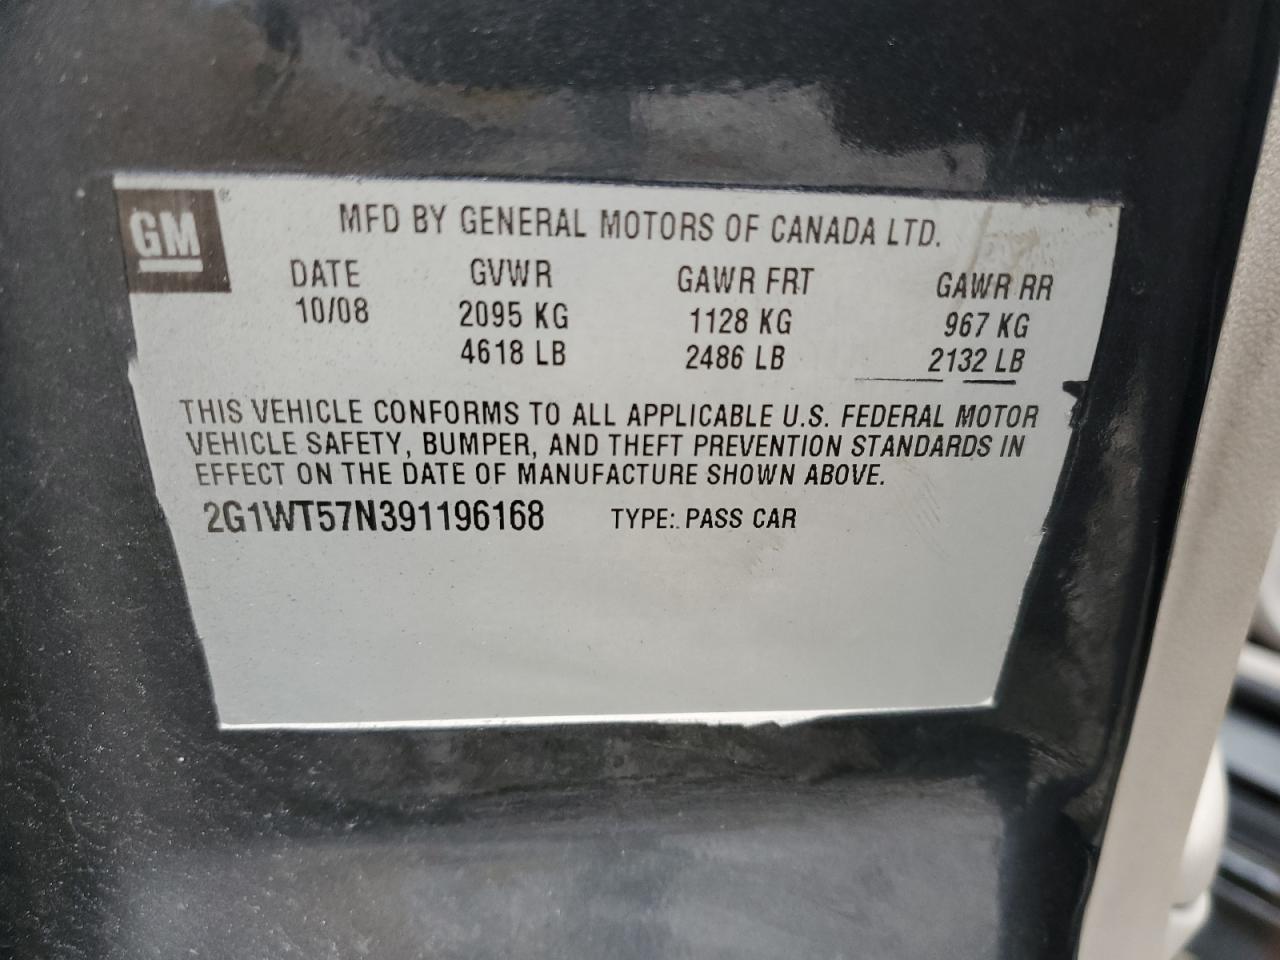 GM®
MFD BY GENERAL MOTORS OF CANADA LTD.
DATE GVWR GAWR FRT GAWR RR
10/08 2095 KG 1128 KG 967 KG
4618 LB 2486 LB 2132 LB
THIS VEHICLE CONFORMS TO ALL APPLICABLE U.S. FEDERAL MOTOR
VEHICLE SAFETY, BUMPER, AND THEFT PREVENTION STANDARDS IN
EFFECT ON THE DATE OF MANUFACTURE SHOWN ABOVE.
2G1WT57N391196168 TYPE: PASS CAR